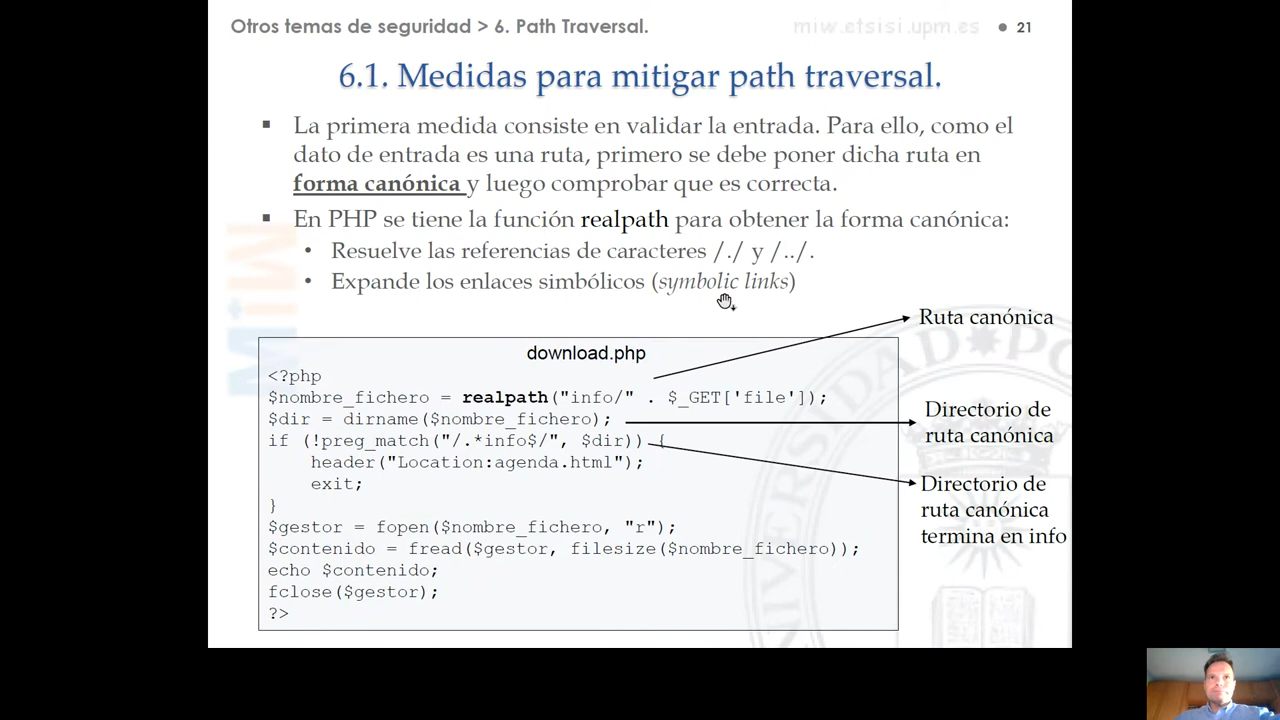 Otros temas de seguridad > 6. Path Traversal.
miw.etsisi.upm.es
● 21
6.1. Medidas para mitigar path traversal.
▪ La primera medida consiste en validar la entrada. Para ello, como el
dato de entrada es una ruta, primero se debe poner dicha ruta en
forma canónica y luego comprobar que es correcta.
▪ En PHP se tiene la función realpath para obtener la forma canónica:
• Resuelve las referencias de caracteres /./ y /../.
• Expande los enlaces simbólicos (symbolic links)
Ruta canónica
download.php
<?php
$nombre_fichero = realpath("info/" . $_GET['file']);
$dir = dirname($nombre_fichero);
if (!preg_match("/.*info$/", $dir)) {
header("Location:agenda.html");
exit;
}
$gestor = fopen($nombre_fichero, "r");
$contenido = fread($gestor, filesize($nombre_fichero));
echo $contenido;
fclose($gestor);
?>
Directorio de
ruta canónica
Directorio de
ruta canónica
termina en info
MiW
UNIVERSIDAD PO